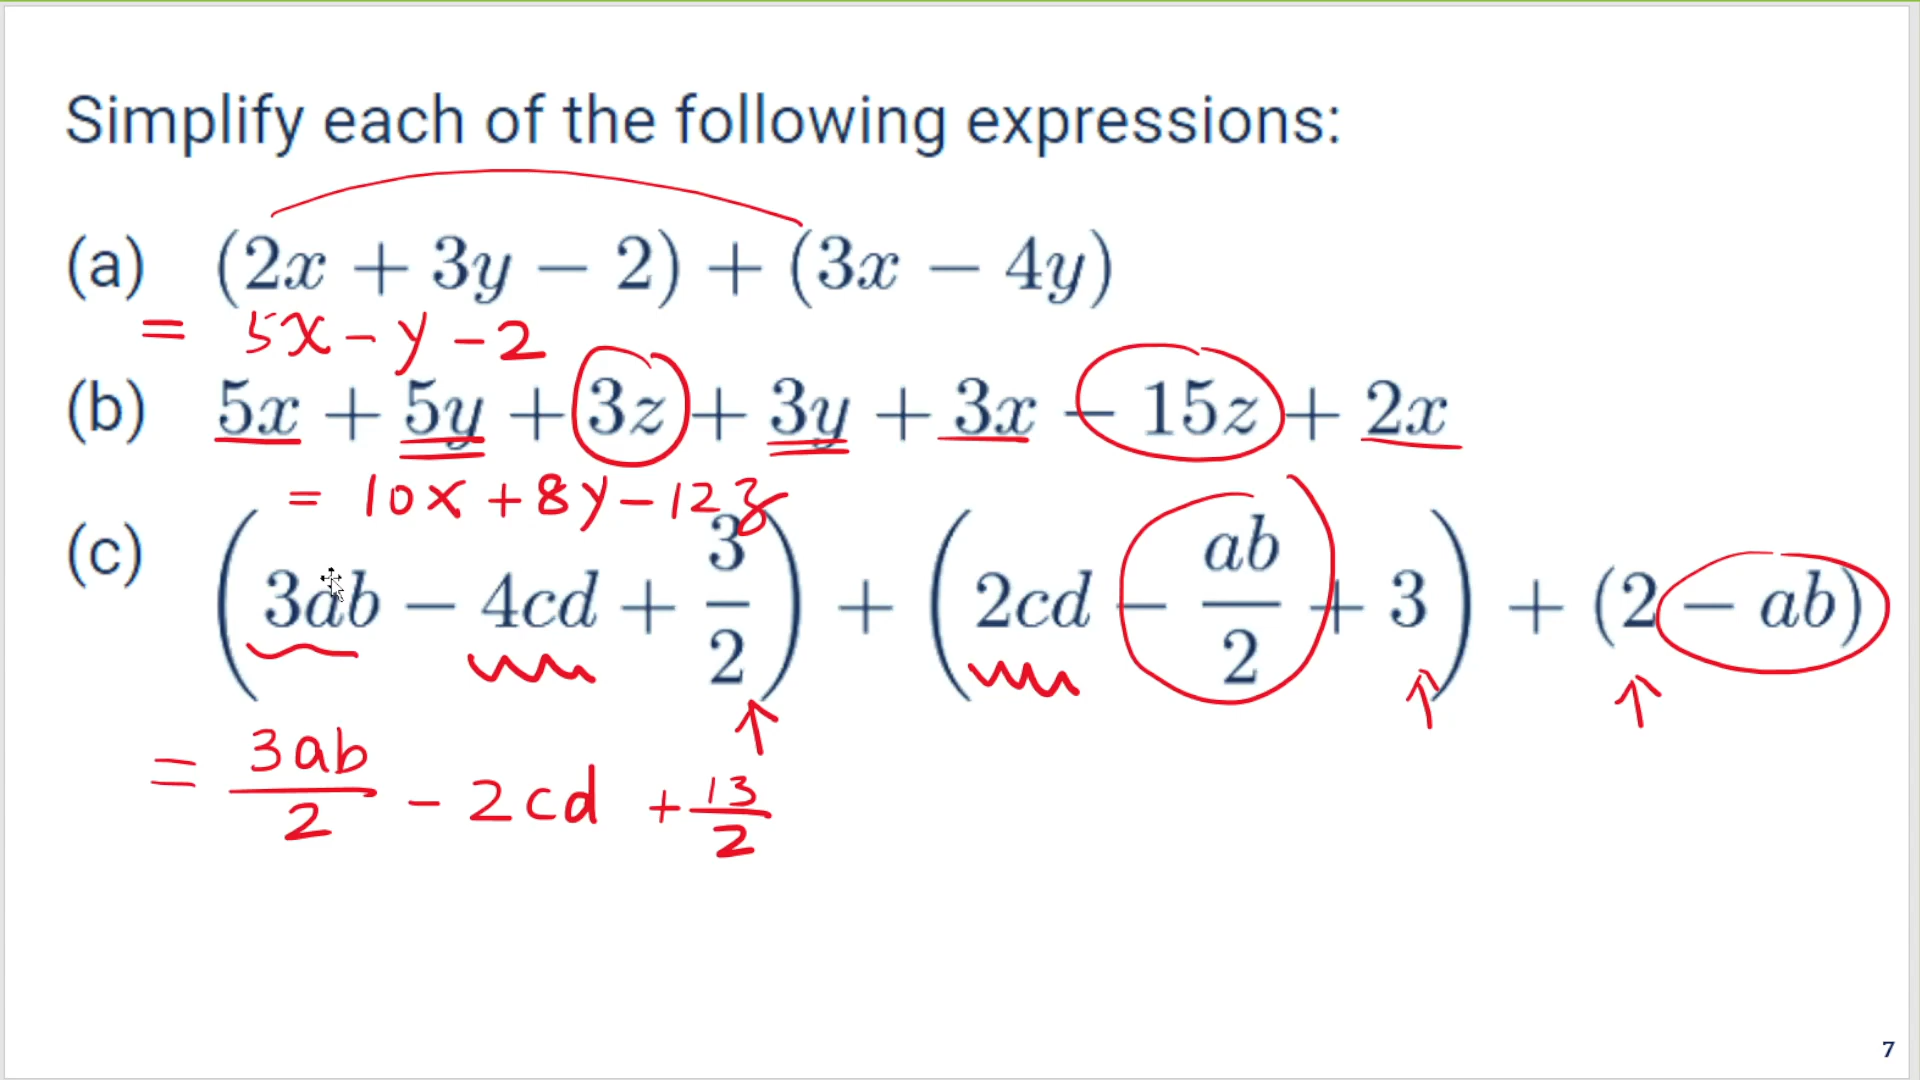 Simplify each of the following expressions:
(a) (2x + 3y − 2) + (3x − 4y)
= 5x − y − 2
(b) 5x + 5y + 3z + 3y + 3x − 15z + 2x
= 10x + 8y − 12z
(c) (3ab − 4cd + 3/2) + (2cd − ab/2 + 3) + (2 − ab)
= 3ab/2 − 2cd + 13/2
7